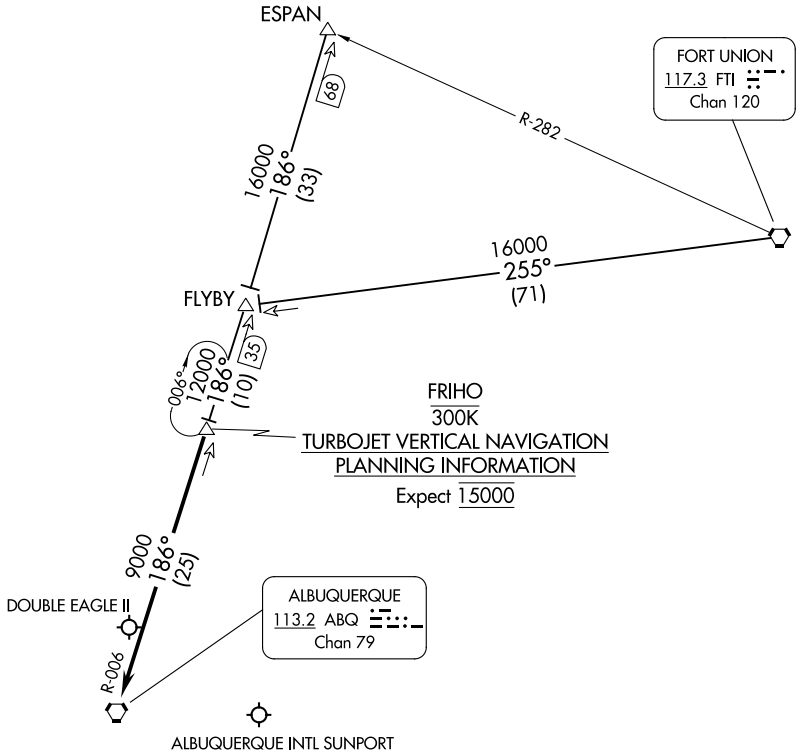 ESPAN
68
FORT UNION
117.3 FTI
Chan 120
R-282
16000
186°
(33)
16000
255°
(71)
FLYBY
35
12000
186°
(10)
006°
FRIHO
300K
TURBOJET VERTICAL NAVIGATION
PLANNING INFORMATION
Expect 15000
9000
186°
(25)
DOUBLE EAGLE II
ALBUQUERQUE
113.2 ABQ
Chan 79
R-006
ALBUQUERQUE INTL SUNPORT